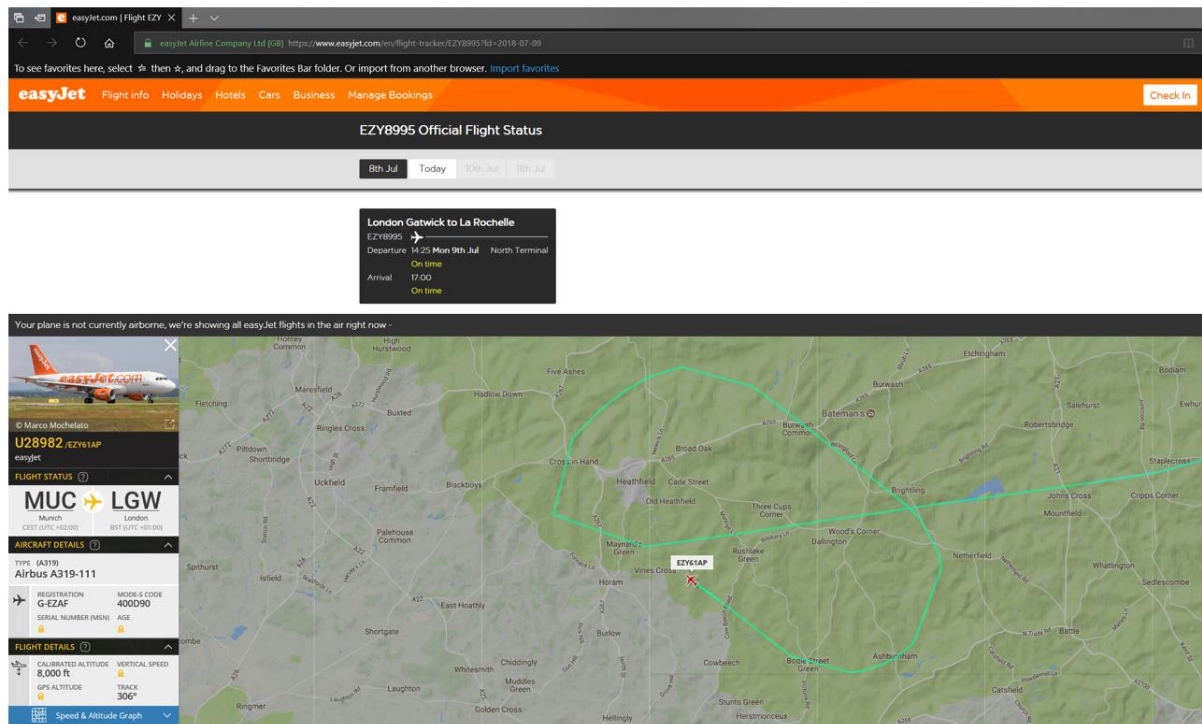 easyJet.com | Flight EZY
easyJet Airline Company Ltd [GB] https://www.easyjet.com/en/flight-tracker/EZY8995?fd=2018-07-09
To see favorites here, select then ☆, and drag to the Favorites Bar folder. Or import from another browser. Import favorites
easyJet Flight info Holidays Hotels Cars Business Manage Bookings Check In
EZY8995 Official Flight Status
8th Jul Today 10th Jul 11th Jul
London Gatwick to La Rochelle
EZY8995
Departure 14:25 Mon 9th Jul North Terminal
On time
Arrival 17:00
On time
Your plane is not currently airborne, we're showing all easyJet flights in the air right now -
easyJet.com
© Marco Mochelato
U28982 /EZY61AP
easyJet
FLIGHT STATUS ?
MUC LGW
Munich London
CEST (UTC +02:00) BST (UTC +01:00)
AIRCRAFT DETAILS ?
TYPE (A319)
Airbus A319-111
REGISTRATION MODE-S CODE
G-EZAF 400D90
SERIAL NUMBER (MSN) AGE
FLIGHT DETAILS ?
CALIBRATED ALTITUDE VERTICAL SPEED
8,000 ft
GPS ALTITUDE TRACK
306°
Speed & Altitude Graph
Horney Common
High Hurstwood
Five Ashes
Etchingham
Bodiam
Maresfield
Hadlow Down
Burwash
Fletching
Buxted
Bateman's
Salehurst
Ewhur
Ringles Cross
Burwash Common
Robertsbridge
Piltdown
Shortbridge
Broad Oak
Cross in Hand
Staplecross
Uckfield
Framfield
Blackboys
Heathfield
Cade Street
Brightling
Old Heathfield
Johns Cross
Cripps Corner
Three Cups Corner
Mountfield
Palehouse Common
Wood's Corner
Dallington
Maynard's Green
Rushlake Green
Netherfield
EZY61AP
Whatlington
Spithurst
Isfield
Vines Cross
Horam
Sedlescombe
East Hoathly
Shortgate
Burlow
Battle
Chiddingly
Cowbeech
Bodle Street Green
Ashburnham
Whitesmith
Muddles Green
Catsfield
Laughton
Ringmer
Golden Cross
Stunts Green
Hellingly
Herstmonceux